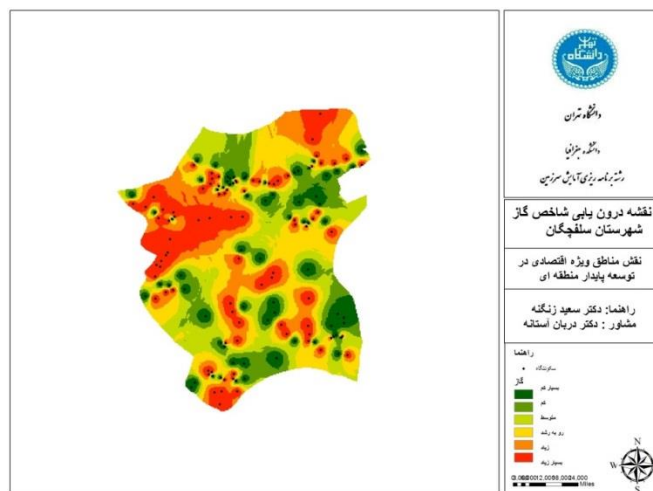 دانشگاه تهران
دانشکده جغرافیا
رشته برنامه ریزی آمایش سرزمین
نقشه درون یابی شاخص گاز
شهرستان سلفچگان
نقش مناطق ویژه اقتصادی در
توسعه پایدار منطقه ای
راهنما: دکتر سعید زنگنه
مشاور : دکتر دربان آستانه
راهنما
سکونتگاه
گاز
بسیار کم
کم
متوسط
رو به رشد
زیاد
بسیار زیاد
N
W
E
S
Miles